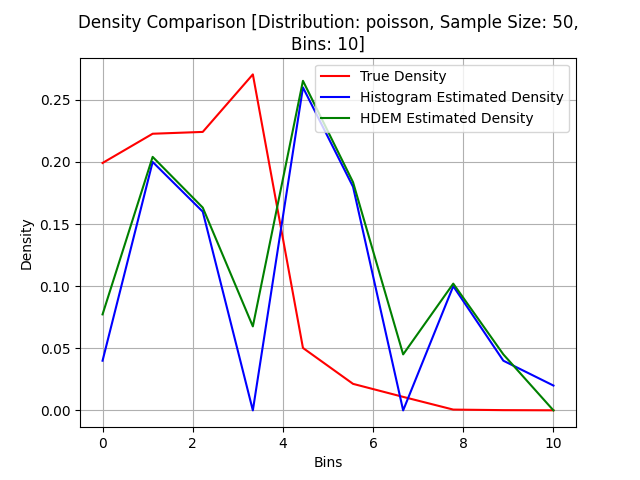 Density Comparison [Distribution: poisson, Sample Size: 50,
Bins: 10]
True Density
Histogram Estimated Density
HDEM Estimated Density
Density
0.25
0.20
0.15
0.10
0.05
0.00
0 2 4 6 8 10
Bins